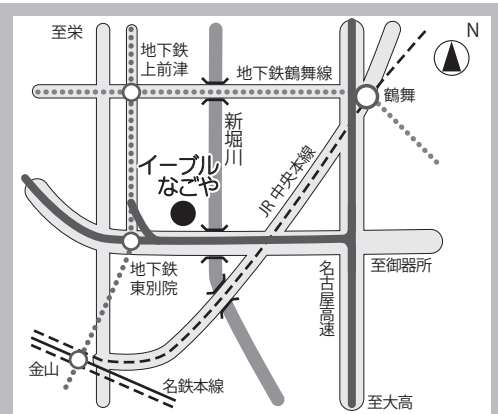 至栄
N
地下鉄
上前津
地下鉄鶴舞線
鶴舞
新堀川
イーブル
なごや
JR中央本線
地下鉄
東別院
名古屋高速
至御器所
金山
名鉄本線
至大高